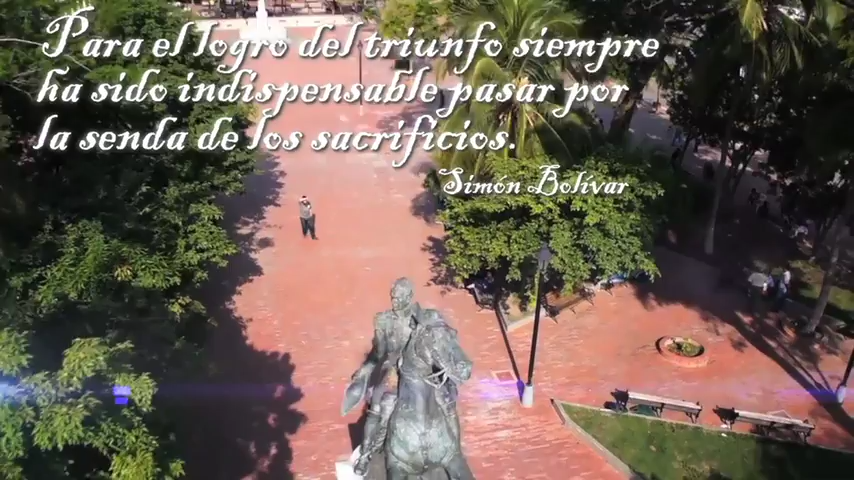 Para el logro del triunfo siempre
ha sido indispensable pasar por
la senda de los sacrificios.
Simón Bolívar